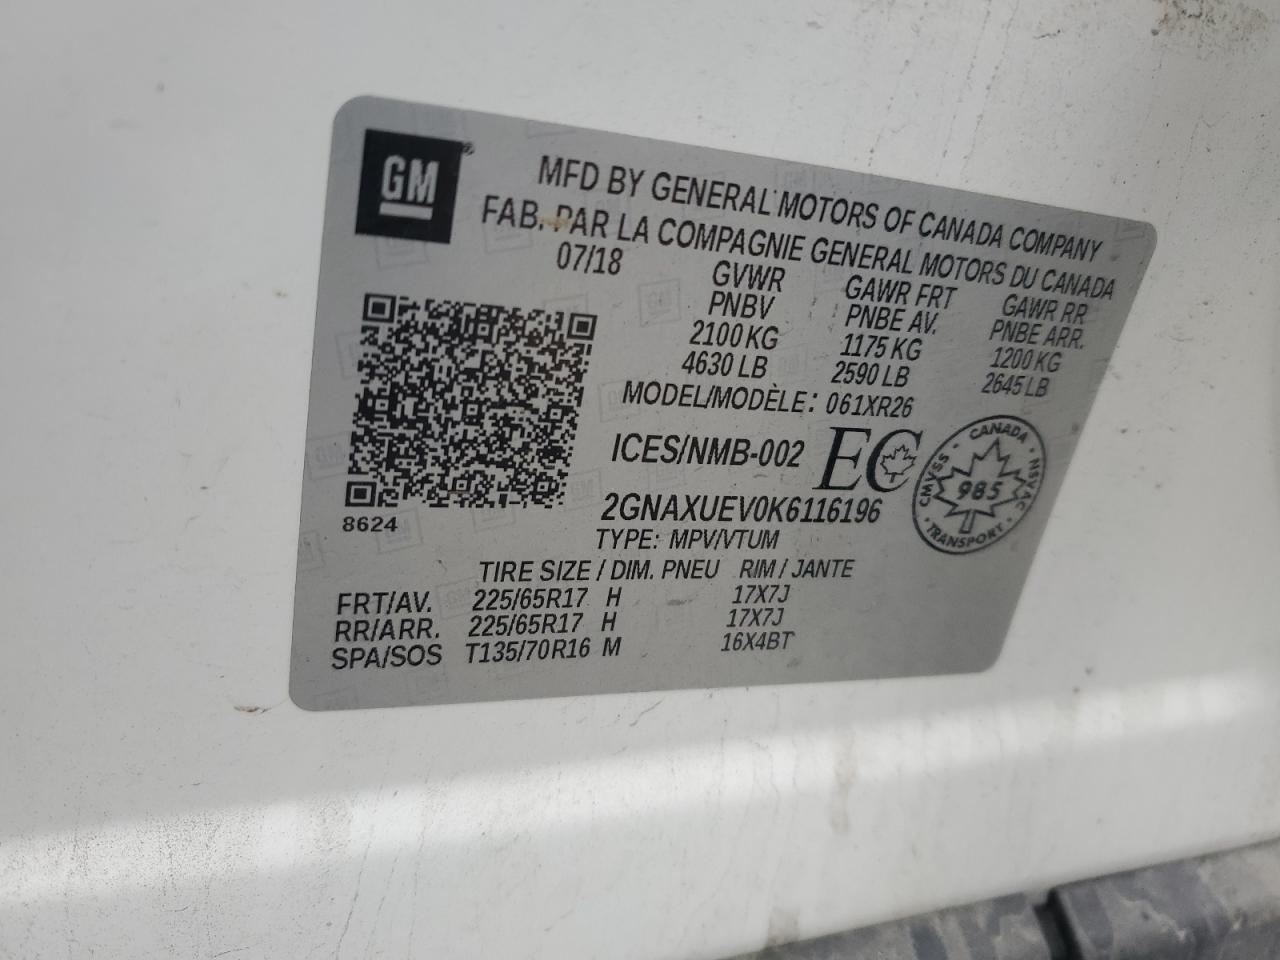 GM®
MFD BY GENERAL MOTORS OF CANADA COMPANY
FAB. PAR LA COMPAGNIE GENERAL MOTORS DU CANADA
07/18
GVWR GAWR FRT GAWR RR
PNBV PNBE AV. PNBE ARR.
2100 KG 1175 KG 1200 KG
4630 LB 2590 LB 2645 LB
MODEL/MODÈLE: 061XR26
ICES/NMB-002 EC
CANADA
CMVSS · NSVAC
985
TRANSPORT
2GNAXUEV0K6116196
8624
TYPE: MPV/VTUM
TIRE SIZE / DIM. PNEU RIM / JANTE
FRT/AV. 225/65R17 H 17X7J
RR/ARR. 225/65R17 H 17X7J
SPA/SOS T135/70R16 M 16X4BT